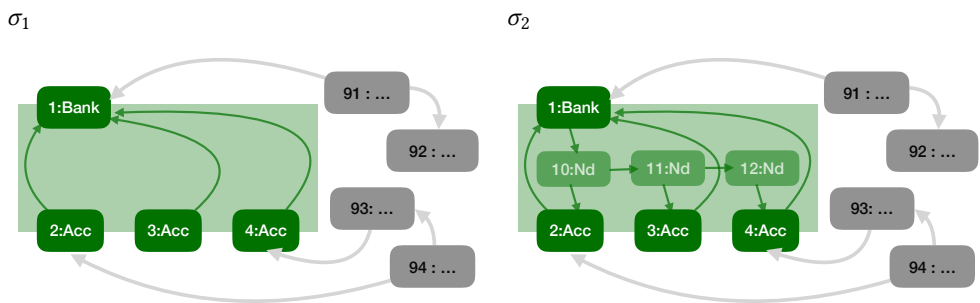 σ1
91 : ...
1:Bank
92 : ...
93: ...
2:Acc
3:Acc
4:Acc
94 : ...
σ2
91 : ...
1:Bank
92 : ...
10:Nd
11:Nd
12:Nd
93: ...
2:Acc
3:Acc
4:Acc
94 : ...